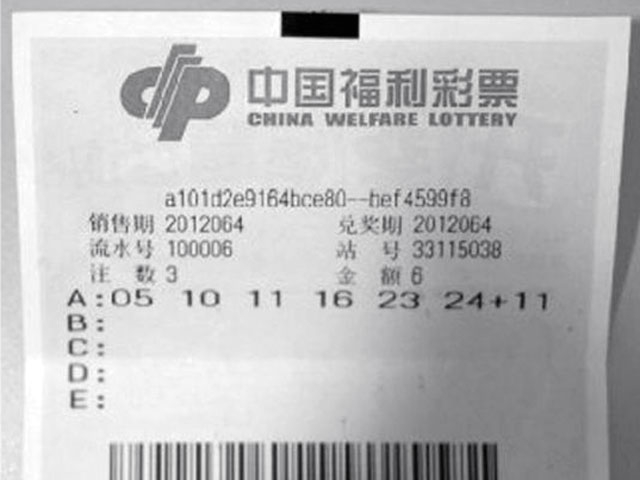 中国福利彩票
CHINA WELFARE LOTTERY
a101d2e9164bce80--bef4599f8
销售期 2012064 兑奖期 2012064
流水号 100006 站 号 33115038
注 数 3 金 额 6
A:05 10 11 16 23 24+11
B:
C:
D:
E: